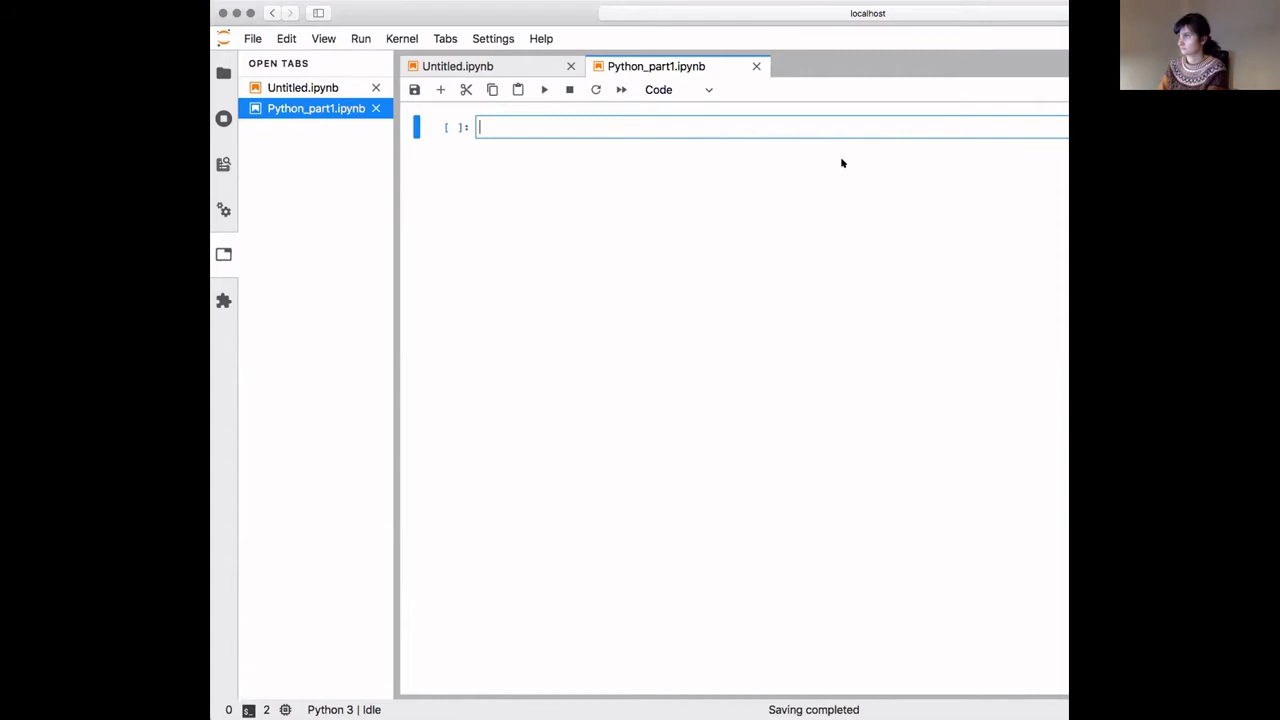 localhost
File Edit View Run Kernel Tabs Settings Help
OPEN TABS
Untitled.ipynb
Python_part1.ipynb
Untitled.ipynb
Python_part1.ipynb
Code
[ ]:
0 $_ 2 Python 3 | Idle Saving completed